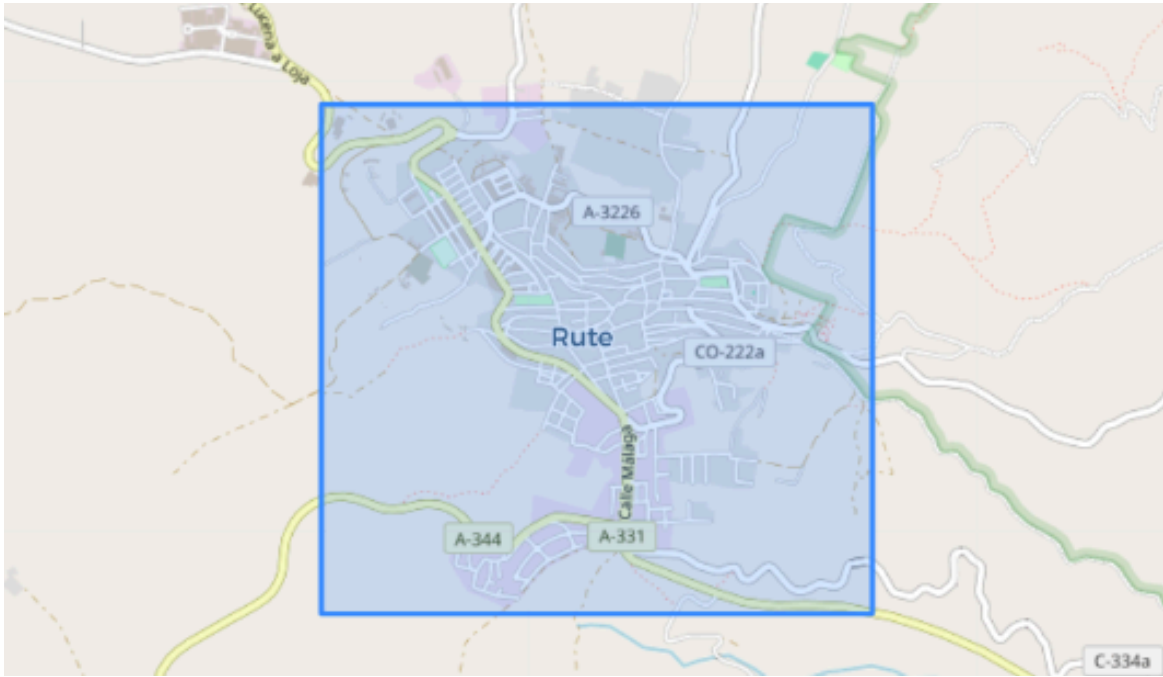 Lucena a Loja
A-3226
Rute
CO-222a
Calle Málaga
A-344
A-331
C-334a